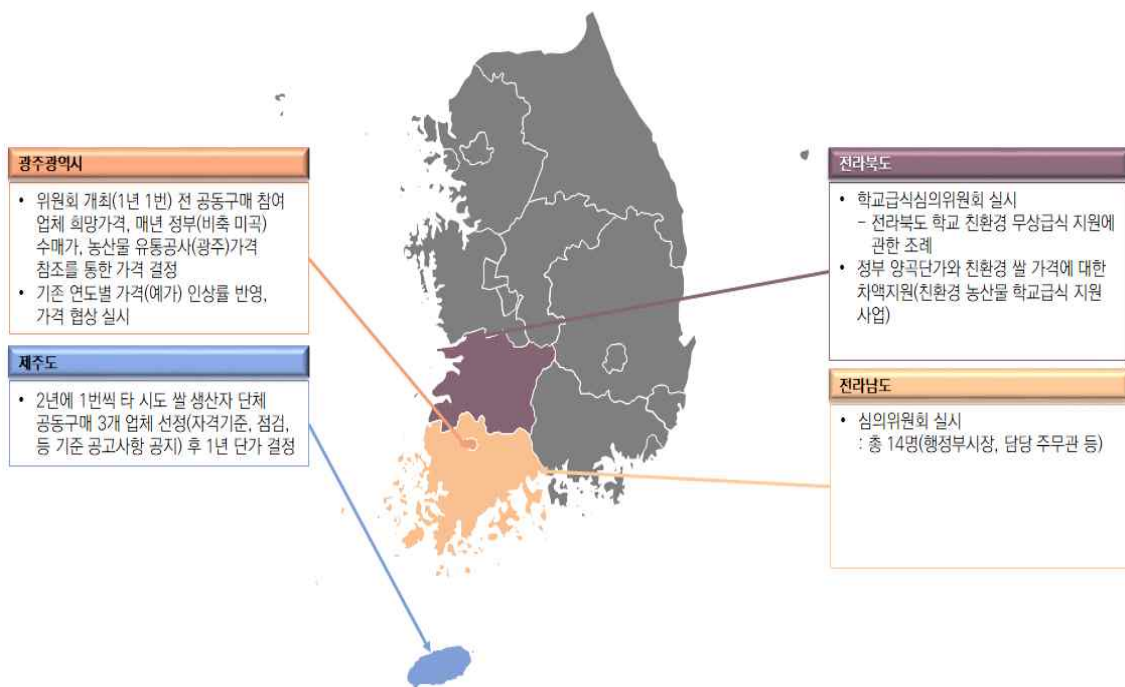 광주광역시
• 위원회 개최(1년 1번) 전 공동구매 참여
업체 희망가격, 매년 정부(비축 미곡)
수매가, 농산물 유통공사(광주)가격
참조를 통한 가격 결정
• 기존 연도별 가격(예가) 인상률 반영,
가격 협상 실시
제주도
• 2년에 1번씩 타 시도 쌀 생산자 단체
공동구매 3개 업체 선정(자격기준, 점검,
등 기준 공고사항 공지) 후 1년 단가 결정
전라북도
• 학교급식심의위원회 실시
– 전라북도 학교 친환경 무상급식 지원에
관한 조례
• 정부 양곡단가와 친환경 쌀 가격에 대한
차액지원(친환경 농산물 학교급식 지원
사업)
전라남도
• 심의위원회 실시
: 총 14명(행정부시장, 담당 주무관 등)